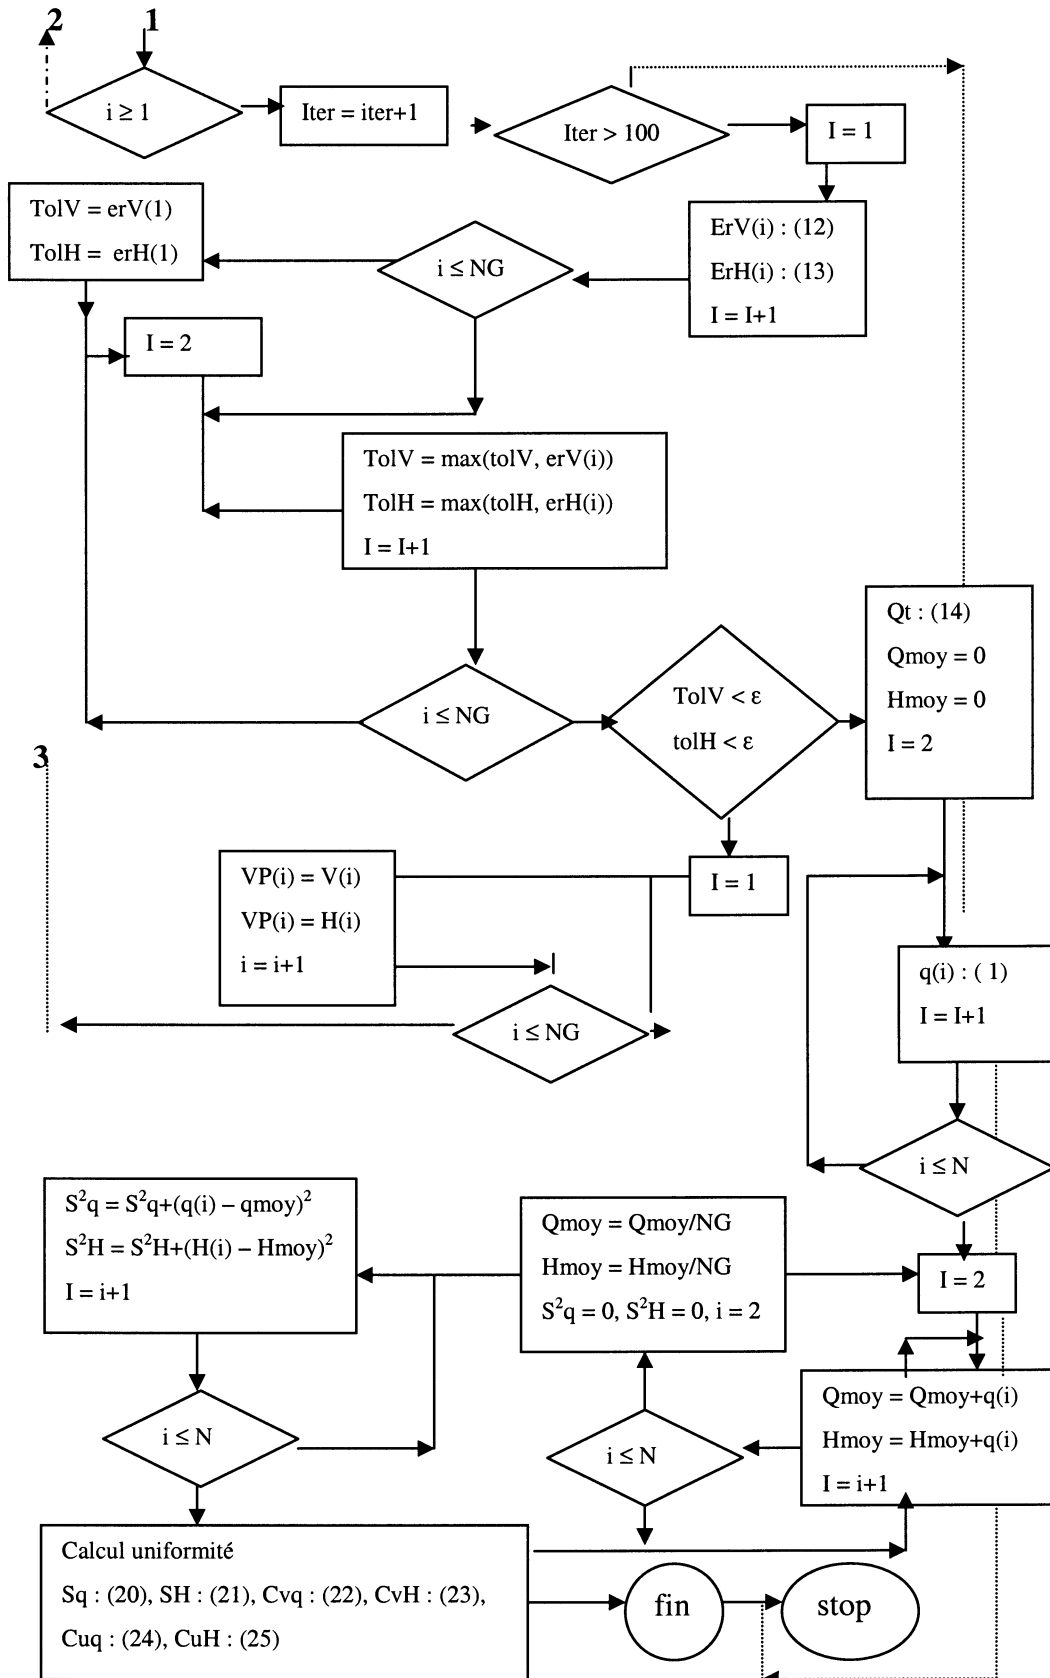 2
1
i ≥ 1
Iter = iter+1
Iter > 100
I = 1
TolV = erV(1)
TolH = erH(1)
i ≤ NG
ErV(i) : (12)
ErH(i) : (13)
I = I+1
I = 2
TolV = max(tolV, erV(i))
TolH = max(tolH, erH(i))
I = I+1
i ≤ NG
TolV < ε
tolH < ε
Qt : (14)
Qmoy = 0
Hmoy = 0
I = 2
3
VP(i) = V(i)
VP(i) = H(i)
i = i+1
I = 1
i ≤ NG
q(i) : ( 1)
I = I+1
i ≤ N
S²q = S²q+(q(i) – qmoy)²
S²H = S²H+(H(i) – Hmoy)²
I = i+1
Qmoy = Qmoy/NG
Hmoy = Hmoy/NG
S²q = 0, S²H = 0, i = 2
I = 2
i ≤ N
i ≤ N
Qmoy = Qmoy+q(i)
Hmoy = Hmoy+q(i)
I = i+1
Calcul uniformité
Sq : (20), SH : (21), Cvq : (22), CvH : (23),
Cuq : (24), CuH : (25)
fin
stop